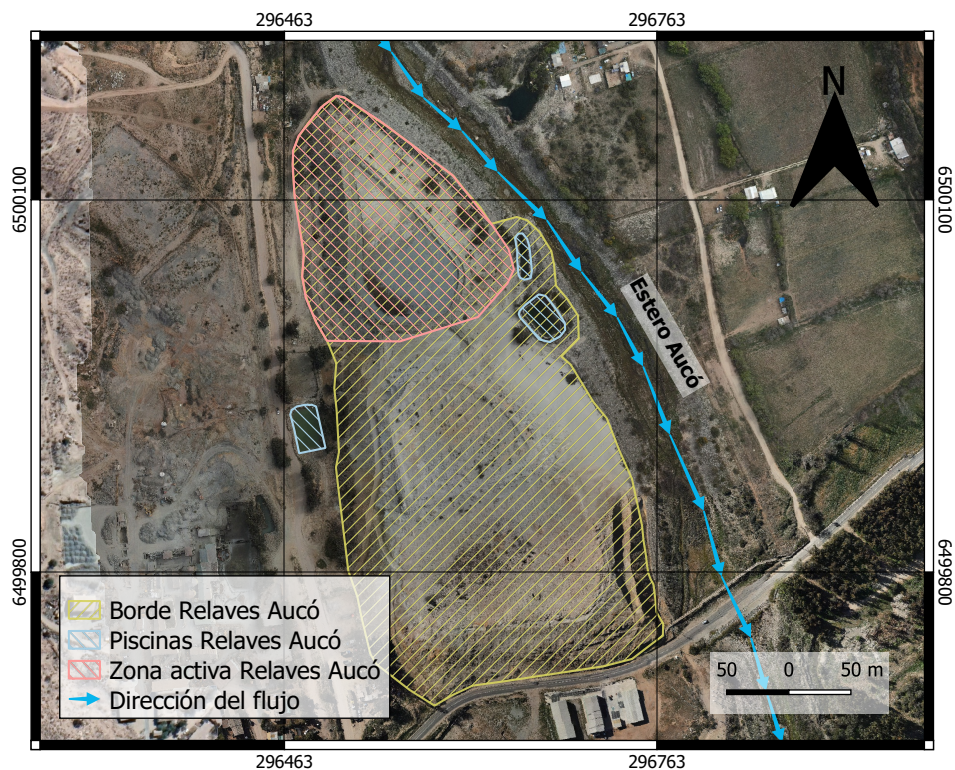 296463
296763
N
6500100
6500100
Estero Aucó
6499800
6499800
Borde Relaves Aucó
Piscinas Relaves Aucó
Zona activa Relaves Aucó
Dirección del flujo
50 0 50 m
296463
296763